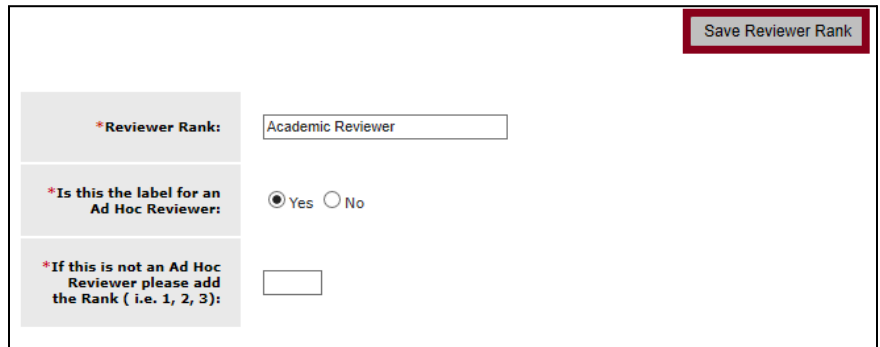 Save Reviewer Rank
*Reviewer Rank:
Academic Reviewer
*Is this the label for an
Ad Hoc Reviewer:
Yes No
*If this is not an Ad Hoc
Reviewer please add
the Rank ( i.e. 1, 2, 3):